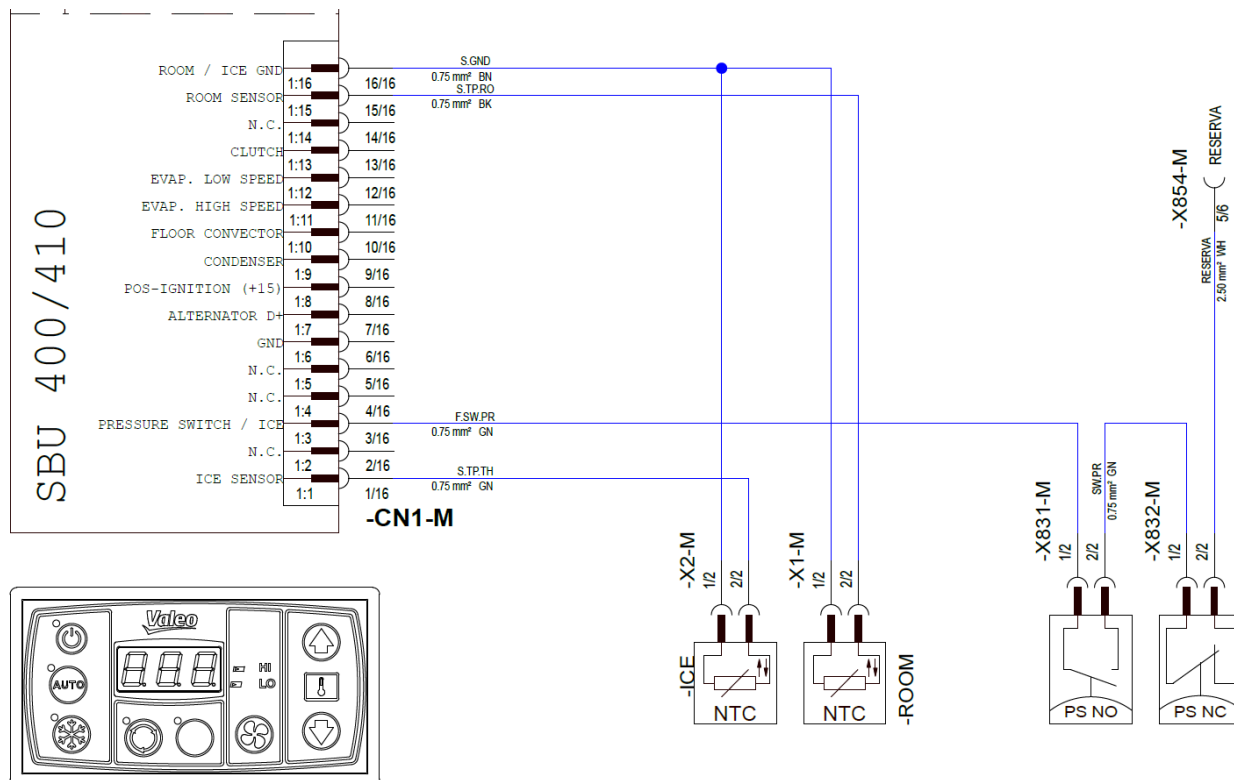 SBU 400/410
ROOM / ICE GND
1:16
16/16
S.GND
0.75 mm² BN
ROOM SENSOR
1:15
15/16
S.TP.RO
0.75 mm² BK
N.C.
1:14
14/16
CLUTCH
1:13
13/16
EVAP. LOW SPEED
1:12
12/16
EVAP. HIGH SPEED
1:11
11/16
FLOOR CONVECTOR
1:10
10/16
CONDENSER
1:9
9/16
POS-IGNITION (+15)
1:8
8/16
ALTERNATOR D+
1:7
7/16
GND
1:6
6/16
N.C.
1:5
5/16
N.C.
1:4
4/16
PRESSURE SWITCH / ICE
1:3
3/16
F.SW.PR
0.75 mm² GN
N.C.
1:2
2/16
ICE SENSOR
1:1
1/16
S.TP.TH
0.75 mm² GN
-CN1-M
-X854-M
RESERVA
5/6
RESERVA
2.50 mm² WH
-X2-M
1/2
2/2
-X1-M
1/2
2/2
-X831-M
1/2
2/2
SW.PR
0.75 mm² GN
-X832-M
1/2
2/2
-ICE
NTC
NTC
-ROOM
PS NO
PS NC
Valeo
888
HI
LO
AUTO